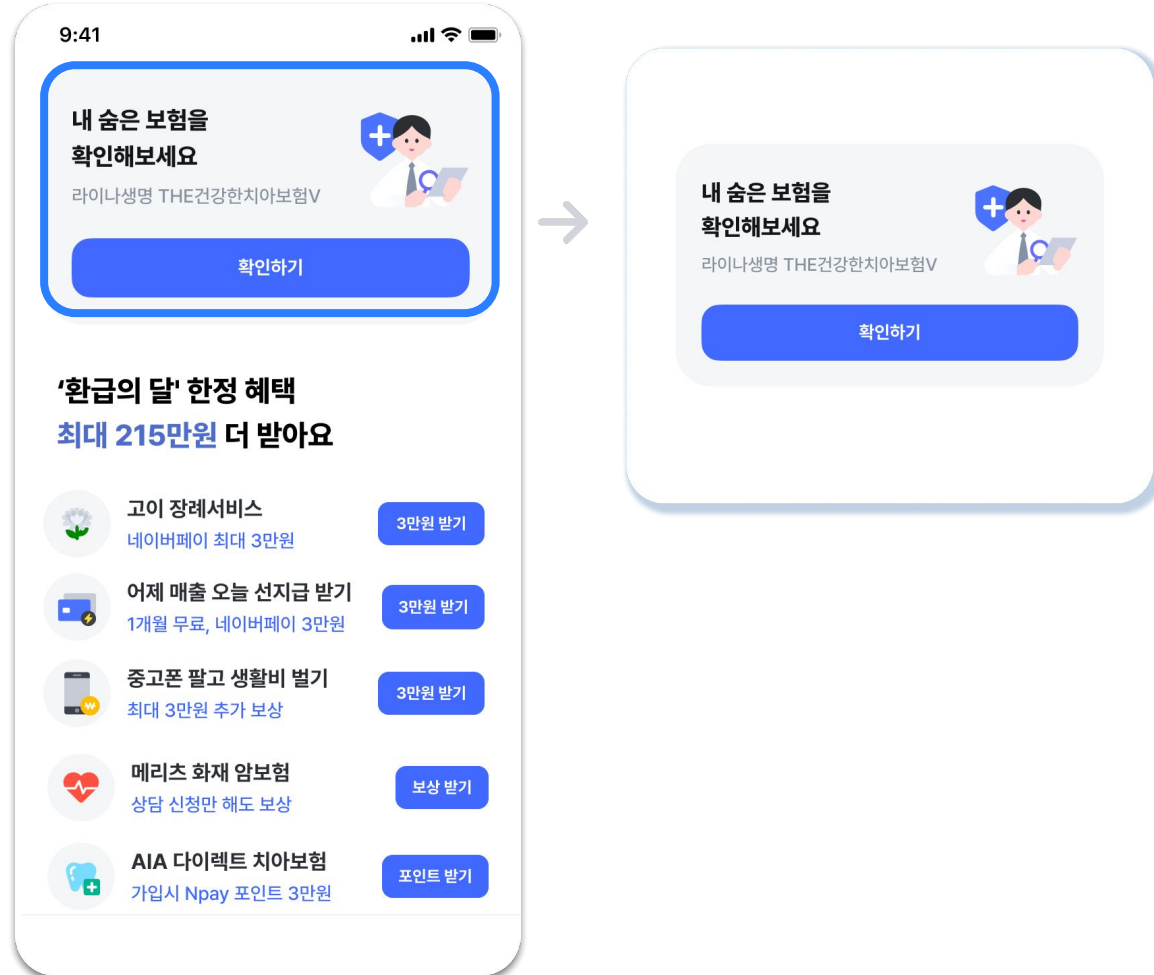 9:41
내 숨은 보험을
확인해보세요
라이나생명 THE건강한치아보험V
확인하기
‘환급의 달' 한정 혜택
최대 215만원 더 받아요
고이 장례서비스
네이버페이 최대 3만원
3만원 받기
어제 매출 오늘 선지급 받기
1개월 무료, 네이버페이 3만원
3만원 받기
중고폰 팔고 생활비 벌기
최대 3만원 추가 보상
3만원 받기
메리츠 화재 암보험
상담 신청만 해도 보상
보상 받기
AIA 다이렉트 치아보험
가입시 Npay 포인트 3만원
포인트 받기
내 숨은 보험을
확인해보세요
라이나생명 THE건강한치아보험V
확인하기